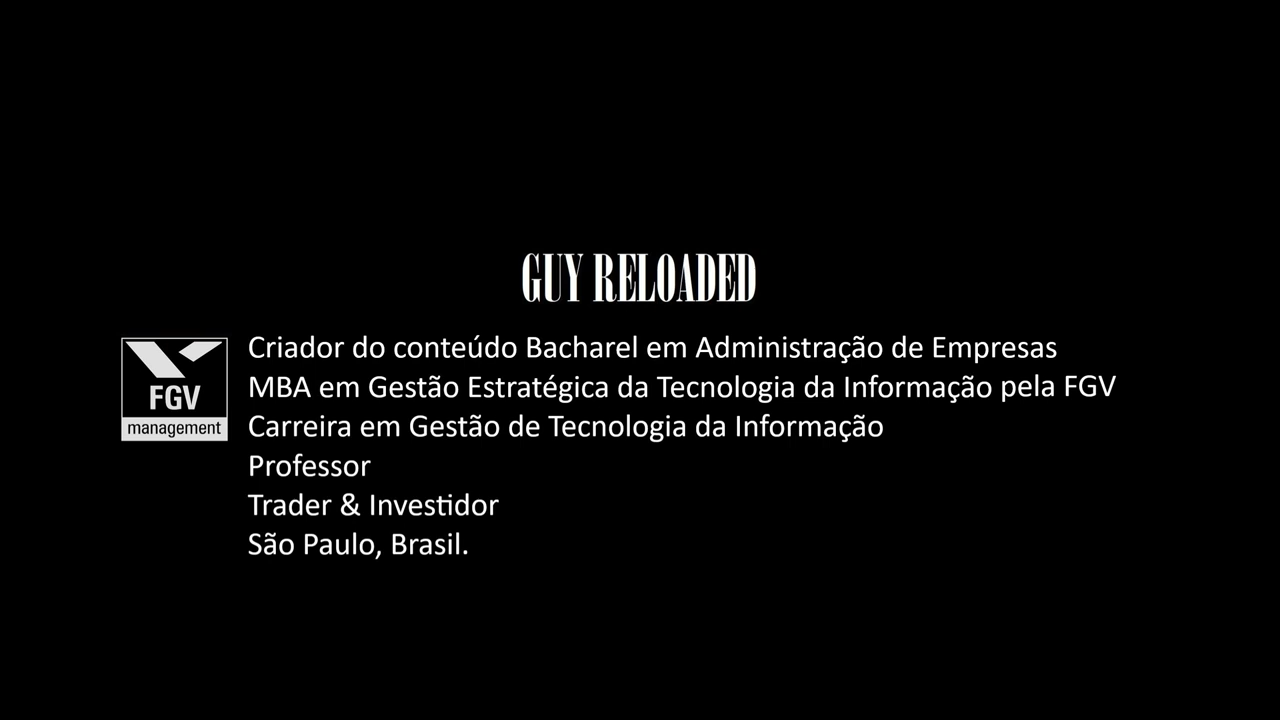 GUY RELOADED
FGV
management
Criador do conteúdo Bacharel em Administração de Empresas
MBA em Gestão Estratégica da Tecnologia da Informação pela FGV
Carreira em Gestão de Tecnologia da Informação
Professor
Trader & Investidor
São Paulo, Brasil.